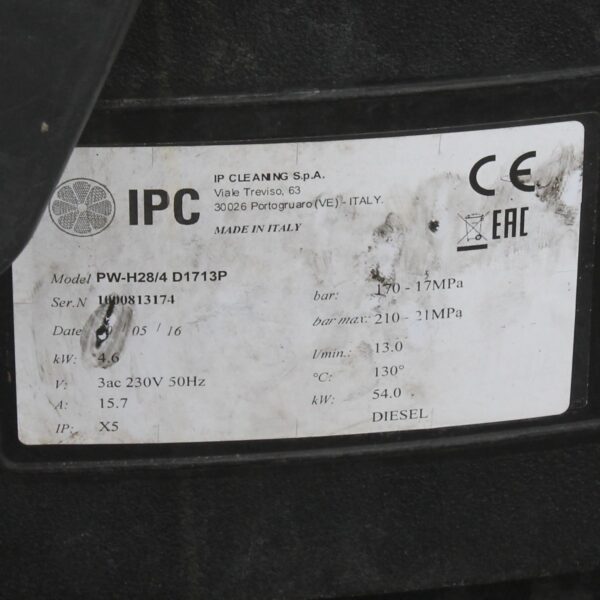 IPC
IP CLEANING S.p.A.
Viale Treviso, 63
30026 Portogruaro (VE) - ITALY.
MADE IN ITALY
CE
EAC
Model PW-H28/4 D1713P
Ser.N 1000813174
Date / 05 / 16
kW: 4.6
V: 3ac 230V 50Hz
A: 15.7
IP: X5
bar: 170 - 17MPa
bar max: 210 - 21MPa
l/min.: 13.0
°C: 130°
kW: 54.0
DIESEL